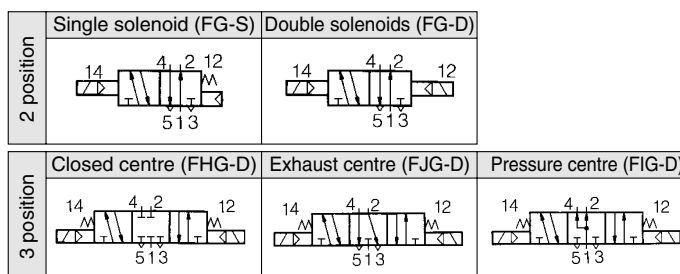 Single solenoid (FG-S) Double solenoids (FG-D)
2 position
14 4 2 12
513
14 4 2 12
513
Closed centre (FHG-D) Exhaust centre (FJG-D) Pressure centre (FIG-D)
3 position
14 4 2 12
513
14 4 2 12
513
14 4 2 12
513